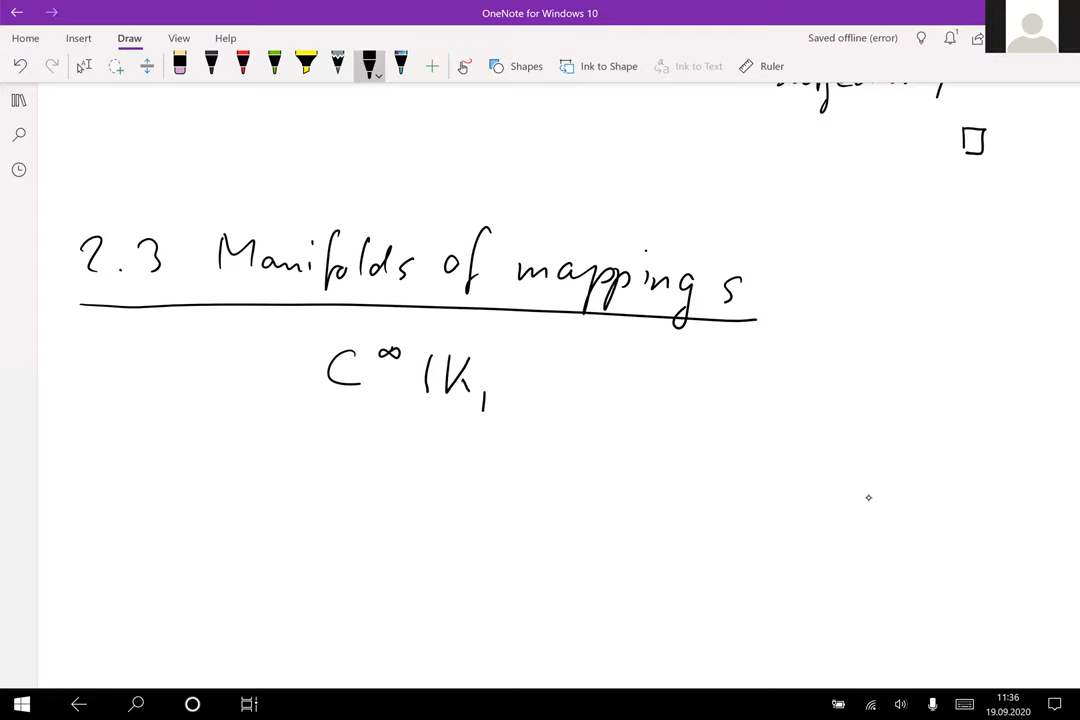 OneNote for Windows 10
Home Insert Draw View Help
Saved offline (error)
1
Shapes Ink to Shape Ink to Text Ruler
2.3 Manifolds of mappings
C^∞ (K,
11:36
19.09.2020